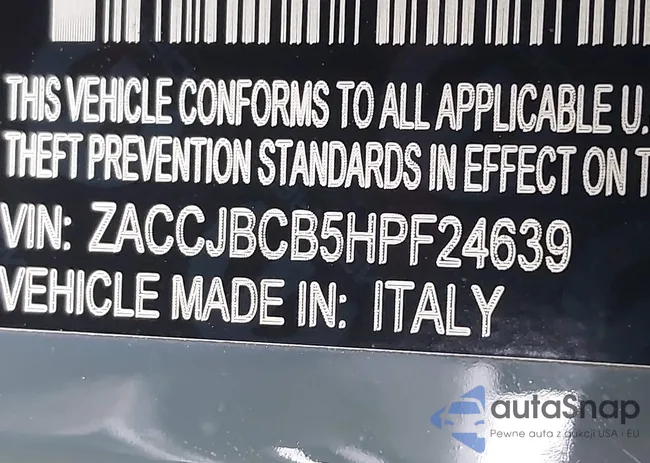 THIS VEHICLE CONFORMS TO ALL APPLICABLE U.
THEFT PREVENTION STANDARDS IN EFFECT ON T
VIN: ZACCJBCB5HPF24639
VEHICLE MADE IN: ITALY
autaSnap
Pewne auta z aukcji USA i EU